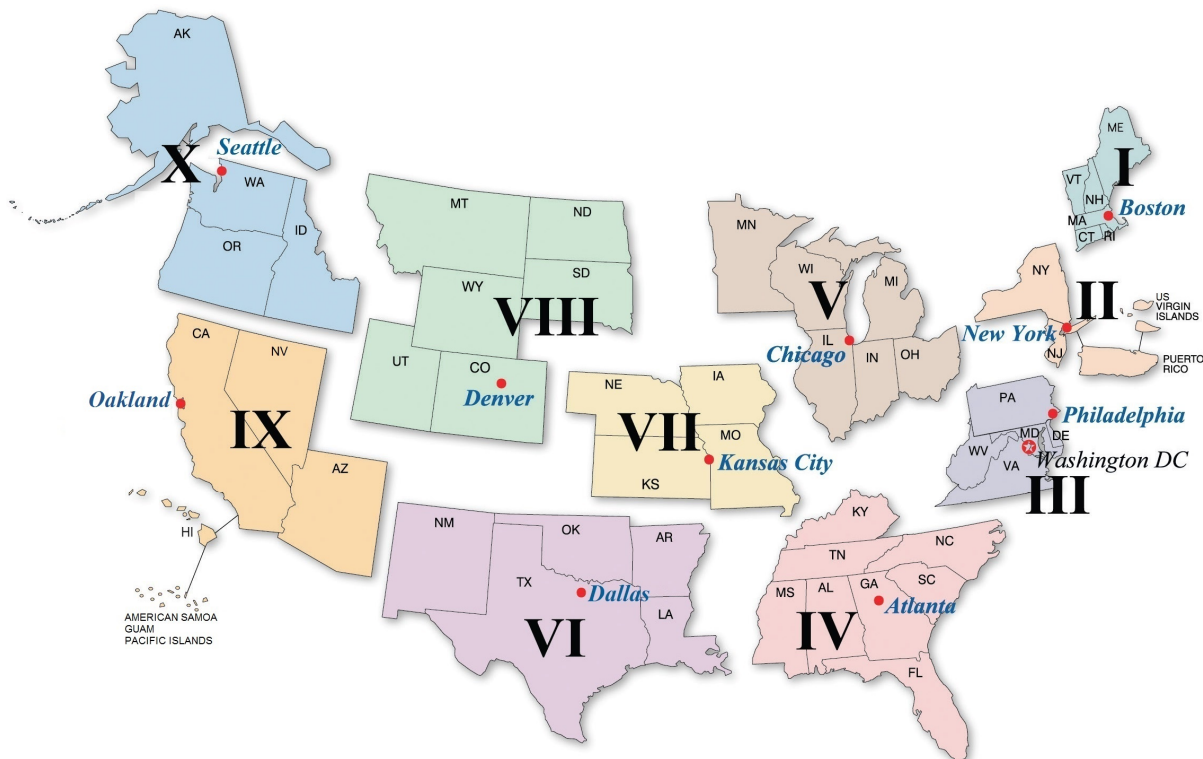 AK
X
Seattle
WA
OR
ID
MT
ND
SD
WY
VIII
UT
CO
Denver
CA
NV
Oakland
IX
AZ
HI
AMERICAN SAMOA
GUAM
PACIFIC ISLANDS
MN
WI
MI
V
IL
Chicago
IN
OH
NE
IA
VII
MO
KS
Kansas City
NM
OK
AR
TX
Dallas
LA
VI
KY
NC
TN
SC
MS
AL
GA
Atlanta
IV
FL
ME
I
VT
NH
MA
Boston
CT
RI
NY
II
US
VIRGIN
ISLANDS
New York
NJ
PUERTO
RICO
PA
Philadelphia
MD
DE
WV
VA
Washington DC
III